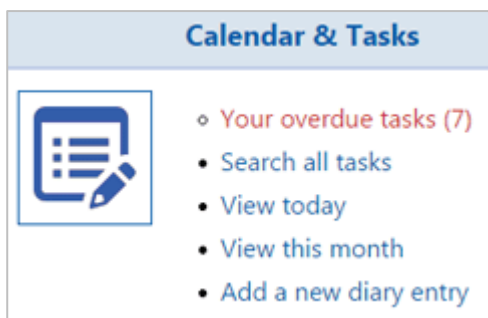 Calendar & Tasks
Your overdue tasks (7)
Search all tasks
View today
View this month
Add a new diary entry